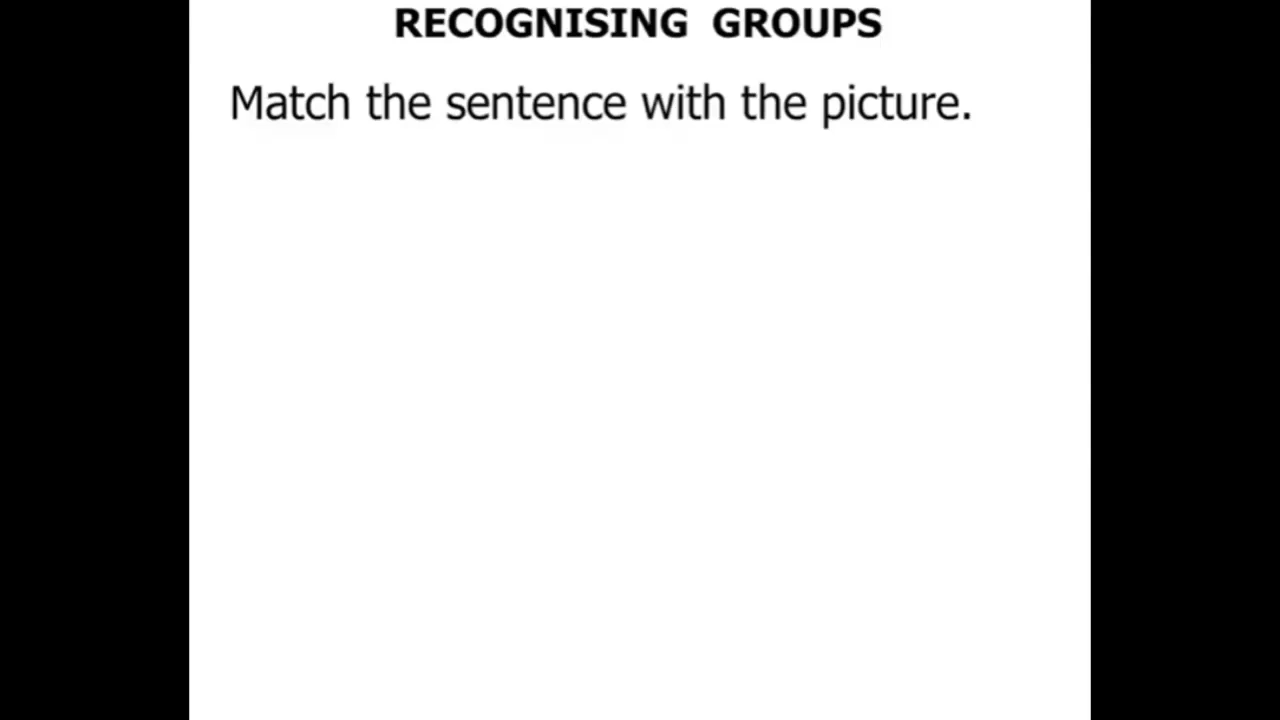 RECOGNISING GROUPS
Match the sentence with the picture.